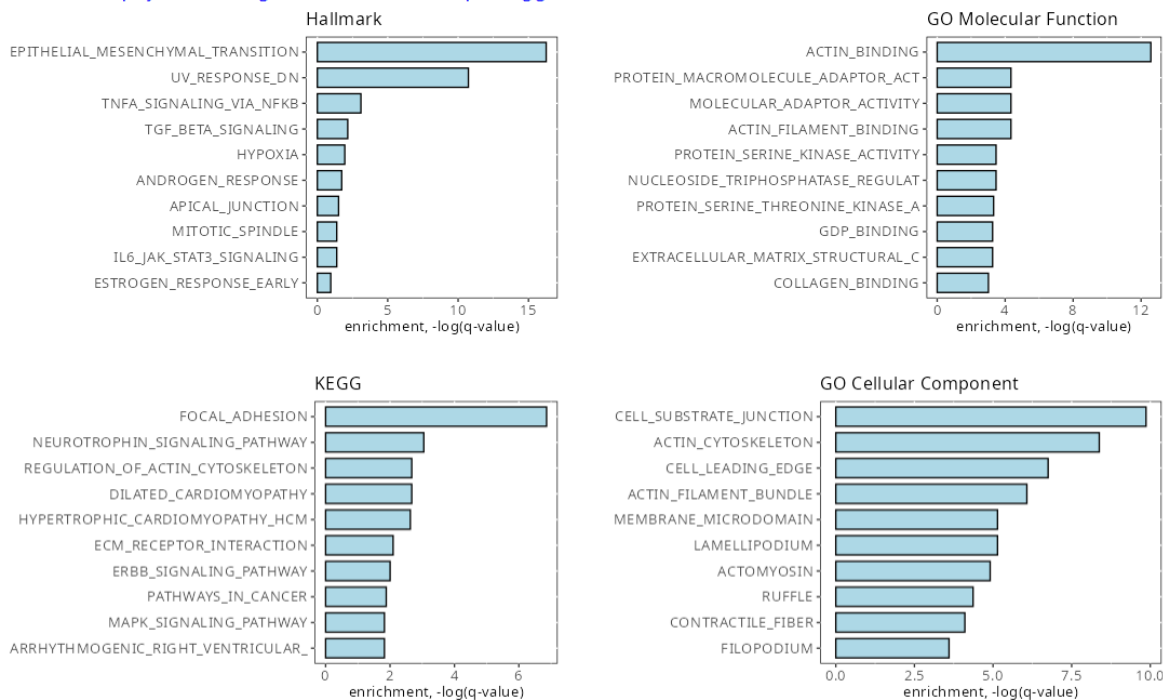 Hallmark
EPITHELIAL_MESENCHYMAL_TRANSITION
UV_RESPONSE_DN
TNFA_SIGNALING_VIA_NFKB
TGF_BETA_SIGNALING
HYPOXIA
ANDROGEN_RESPONSE
APICAL_JUNCTION
MITOTIC_SPINDLE
IL6_JAK_STAT3_SIGNALING
ESTROGEN_RESPONSE_EARLY
0 5 10 15
enrichment, -log(q-value)
GO Molecular Function
ACTIN_BINDING
PROTEIN_MACROMOLECULE_ADAPTOR_ACT
MOLECULAR_ADAPTOR_ACTIVITY
ACTIN_FILAMENT_BINDING
PROTEIN_SERINE_KINASE_ACTIVITY
NUCLEOSIDE_TRIPHOSPHATASE_REGULAT
PROTEIN_SERINE_THREONINE_KINASE_A
GDP_BINDING
EXTRACELLULAR_MATRIX_STRUCTURAL_C
COLLAGEN_BINDING
0 4 8 12
enrichment, -log(q-value)
KEGG
FOCAL_ADHESION
NEUROTROPHIN_SIGNALING_PATHWAY
REGULATION_OF_ACTIN_CYTOSKELETON
DILATED_CARDIOMYOPATHY
HYPERTROPHIC_CARDIOMYOPATHY_HCM
ECM_RECEPTOR_INTERACTION
ERBB_SIGNALING_PATHWAY
PATHWAYS_IN_CANCER
MAPK_SIGNALING_PATHWAY
ARRHYTHMOGENIC_RIGHT_VENTRICULAR_
0 2 4 6
enrichment, -log(q-value)
GO Cellular Component
CELL_SUBSTRATE_JUNCTION
ACTIN_CYTOSKELETON
CELL_LEADING_EDGE
ACTIN_FILAMENT_BUNDLE
MEMBRANE_MICRODOMAIN
LAMELLIPODIUM
ACTOMYOSIN
RUFFLE
CONTRACTILE_FIBER
FILOPODIUM
0.0 2.5 5.0 7.5 10.0
enrichment, -log(q-value)